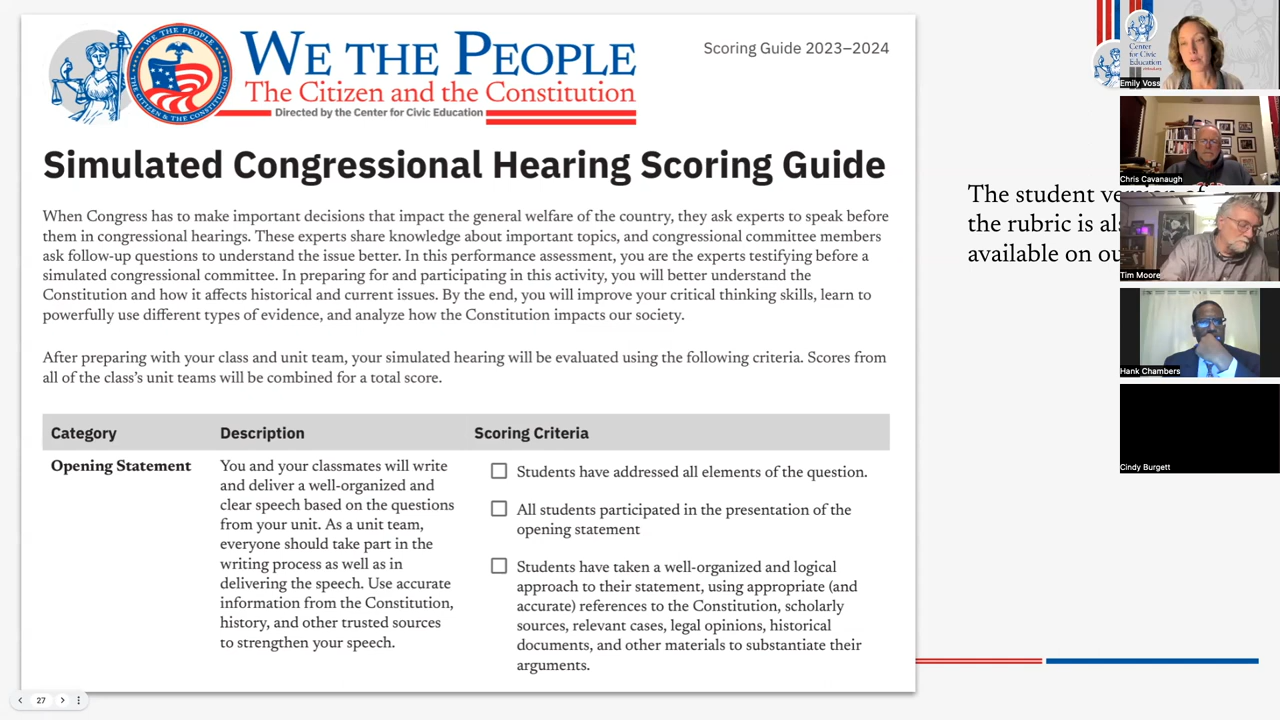 WE THE PEOPLE
The Citizen and the Constitution
Directed by the Center for Civic Education
THE CITIZEN & THE CONSTITUTION
Scoring Guide 2023–2024
Simulated Congressional Hearing Scoring Guide
When Congress has to make important decisions that impact the general welfare of the country, they ask experts to speak before
them in congressional hearings. These experts share knowledge about important topics, and congressional committee members
ask follow-up questions to understand the issue better. In this performance assessment, you are the experts testifying before a
simulated congressional committee. In preparing for and participating in this activity, you will better understand the
Constitution and how it affects historical and current issues. By the end, you will improve your critical thinking skills, learn to
powerfully use different types of evidence, and analyze how the Constitution impacts our society.
After preparing with your class and unit team, your simulated hearing will be evaluated using the following criteria. Scores from
all of the class’s unit teams will be combined for a total score.
Category Description Scoring Criteria
Opening Statement
You and your classmates will write
and deliver a well-organized and
clear speech based on the questions
from your unit. As a unit team,
everyone should take part in the
writing process as well as in
delivering the speech. Use accurate
information from the Constitution,
history, and other trusted sources
to strengthen your speech.
Students have addressed all elements of the question.
All students participated in the presentation of the
opening statement
Students have taken a well-organized and logical
approach to their statement, using appropriate (and
accurate) references to the Constitution, scholarly
sources, relevant cases, legal opinions, historical
documents, and other materials to substantiate their
arguments.
The student version of
the rubric is
available on
Center
for Civic
Education
Emily Voss
Chris Cavanaugh
Tim Moore
Hank Chambers
Cindy Burgett
27